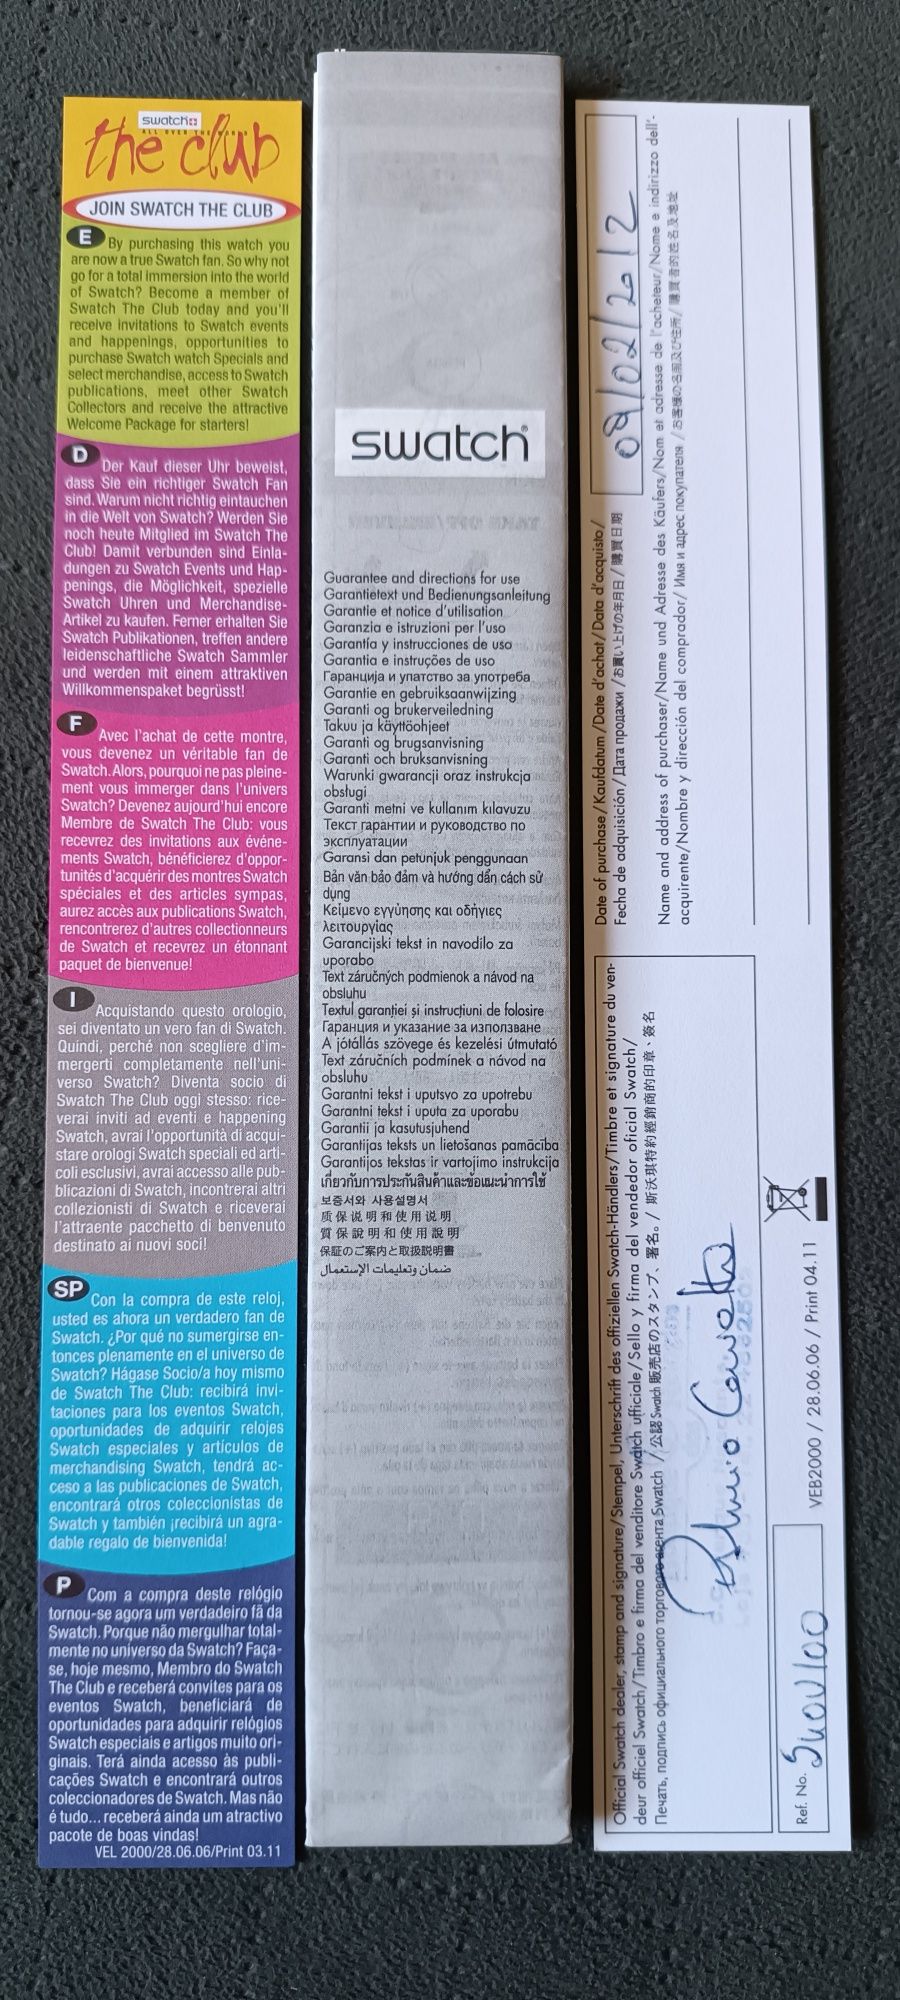 swatch
ALL OVER THE WORLD
the club
JOIN SWATCH THE CLUB
E By purchasing this watch you
are now a true Swatch fan. So why not
go for a total immersion into the world
of Swatch? Become a member of
Swatch The Club today and you'll
receive invitations to Swatch events
and happenings, opportunities to
purchase Swatch watch Specials and
select merchandise, access to Swatch
publications, meet other Swatch
Collectors and receive the attractive
Welcome Package for starters!
D Der Kauf dieser Uhr beweist,
dass Sie ein richtiger Swatch Fan
sind. Warum nicht richtig eintauchen
in die Welt von Swatch? Werden Sie
noch heute Mitglied im Swatch The
Club! Damit verbunden sind Einla-
dungen zu Swatch Events und Hap-
penings, die Möglichkeit, spezielle
Swatch Uhren und Merchandise-
Artikel zu kaufen. Ferner erhalten Sie
Swatch Publikationen, treffen andere
leidenschaftliche Swatch Sammler
und werden mit einem attraktiven
Willkommenspaket begrüsst!
F Avec l'achat de cette montre,
vous devenez un véritable fan de
Swatch. Alors, pourquoi ne pas pleine-
ment vous immerger dans l'univers
Swatch? Devenez aujourd'hui encore
Membre de Swatch The Club: vous
recevrez des invitations aux événe-
ments Swatch, bénéficierez d'oppor-
tunités d'acquérir des montres Swatch
spéciales et des articles sympas,
aurez accès aux publications Swatch,
rencontrerez d'autres collectionneurs
de Swatch et recevrez un étonnant
paquet de bienvenue!
I Acquistando questo orologio,
sei diventato un vero fan di Swatch.
Quindi, perché non scegliere d'im-
mergerti completamente nell'uni-
verso Swatch? Diventa socio di
Swatch The Club oggi stesso: rice-
verai inviti ad eventi e happening
Swatch, avrai l'opportunità di acqui-
stare orologi Swatch speciali ed arti-
coli esclusivi, avrai accesso alle pub-
blicazioni di Swatch, incontrerai altri
collezionisti di Swatch e riceverai
l'attraente pacchetto di benvenuto
destinato ai nuovi soci!
SP Con la compra de este reloj,
usted es ahora un verdadero fan de
Swatch. ¿Por qué no sumergirse en-
tonces plenamente en el universo de
Swatch? Hágase Socio/a hoy mismo
de Swatch The Club: recibirá invi-
taciones para los eventos Swatch,
oportunidades de adquirir relojes
Swatch especiales y artículos de
merchandising Swatch, tendrá ac-
ceso a las publicaciones de Swatch,
encontrará otros coleccionistas de
Swatch y también ¡recibirá un agra-
dable regalo de bienvenida!
P Com a compra deste relógio
tornou-se agora um verdadeiro fã da
Swatch. Porque não mergulhar total-
mente no universo da Swatch? Faça-
se, hoje mesmo, Membro do Swatch
The Club e receberá convites para os
eventos Swatch, beneficiará de
oportunidades para adquirir relógios
Swatch especiais e artigos muito ori-
ginais. Terá ainda acesso às publi-
cações Swatch e encontrará outros
coleccionadores de Swatch. Mas não
é tudo... receberá ainda um atractivo
pacote de boas vindas!
VEL 2000/28.06.06/Print 03.11
swatch®
Guarantee and directions for use
Garantietext und Bedienungsanleitung
Garantie et notice d'utilisation
Garanzia e istruzioni per l'uso
Garantía y instrucciones de uso
Garantia e instruções de uso
Гаранција и упатство за употреба
Garantie en gebruiksaanwijzing
Garanti og brukerveiledning
Takuu ja käyttöohjeet
Garanti og brugsanvisning
Garanti och bruksanvisning
Warunki gwarancji oraz instrukcja
obsługi
Garanti metni ve kullanım kılavuzu
Текст гарантии и руководство по
эксплуатации
Garansi dan petunjuk penggunaan
Bản văn bảo đảm và hướng dẫn cách sử
dụng
Κείμενο εγγύησης και οδηγίες
λειτουργίας
Garancijski tekst in navodilo za
uporabo
Text záručných podmienok a návod na
obsluhu
Textul garanției și instrucțiuni de folosire
Гаранция и указание за използване
A jótállás szövege és kezelési útmutató
Text záručních podmínek a návod na
obsluhu
Garantni tekst i uputsvo za upotrebu
Garantni tekst i uputa za uporabu
Garantii ja kasutusjuhend
Garantijas teksts un lietošanas pamācība
Garantijos tekstas ir vartojimo instrukcija
เกี่ยวกับการประกันสินค้าและข้อแนะนำการใช้
보증서와 사용설명서
质保说明和使用说明
質保說明和使用說明
保証のご案内と取扱説明書
ضمان وتعليمات الإستعمال
Date of purchase/Kaufdatum/Date d'achat/Data d'acquisto/
Fecha de adquisición/Дата продажи/お買い上げの年月日/購買日期
09/02/2012
Name and address of purchaser/Name und Adresse des Käufers/Nom et adresse de l'acheteur/Nome e indirizzo dell'-
acquirente/Nombre y dirección del comprador/Имя и адрес покупателя/お客様の名前及び住所/購買者的姓名及地址
Official Swatch dealer, stamp and signature/Stempel, Unterschrift des offiziellen Swatch-Händlers/Timbre et signature du ven-
deur officiel Swatch/Timbro e firma del venditore Swatch ufficiale/Sello y firma del vendedor oficial Swatch/
Печать, подпись официального торгового агента Swatch /公認 Swatch 販売店のスタンプ、署名。/ 斯沃琪特約經銷商的印章、簽名
Ref. No.
VEB2000 / 28.06.06 / Print 04.11